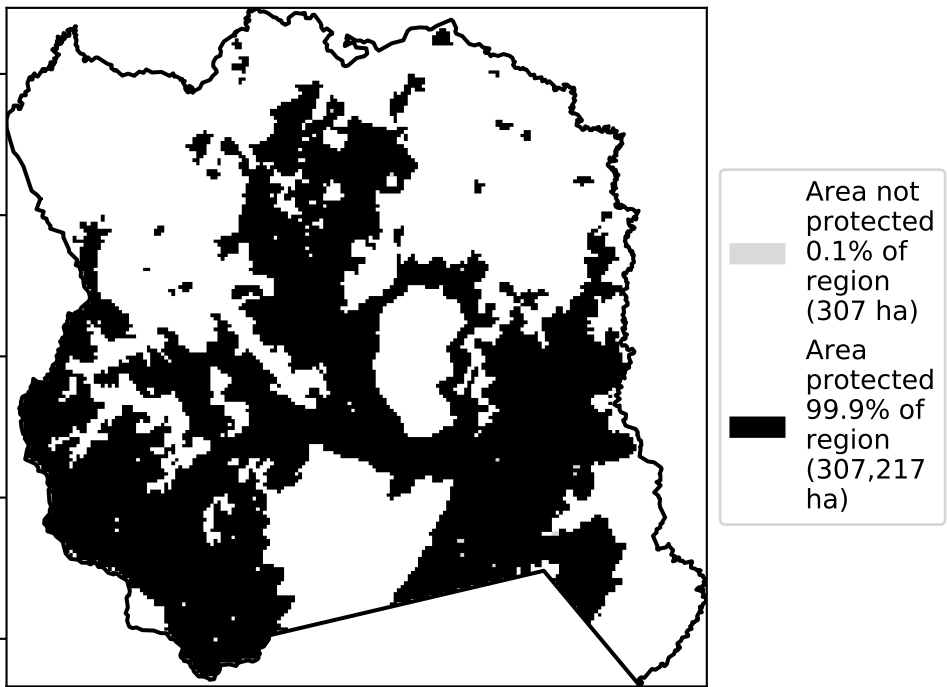 Area not
protected
0.1% of
region
(307 ha)
Area
protected
99.9% of
region
(307,217
ha)